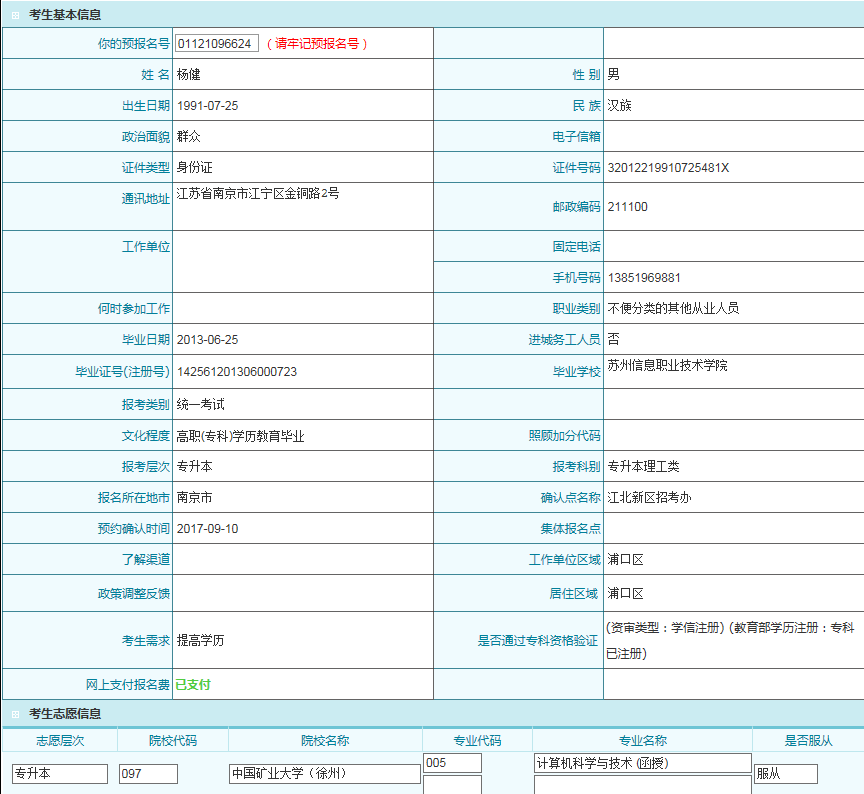 考生基本信息
你的预报名号 01121096624 （请牢记预报名号）
姓 名 杨健 性 别 男
出生日期 1991-07-25 民 族 汉族
政治面貌 群众 电子信箱
证件类型 身份证 证件号码 32012219910725481X
通讯地址 江苏省南京市江宁区金铜路2号 邮政编码 211100
工作单位 固定电话
手机号码 13851969881
何时参加工作 职业类别 不便分类的其他从业人员
毕业日期 2013-06-25 进城务工人员 否
毕业证号(注册号) 142561201306000723 毕业学校 苏州信息职业技术学院
报考类别 统一考试
文化程度 高职(专科)学历教育毕业 照顾加分代码
报考层次 专升本 报考科别 专升本理工类
报名所在地市 南京市 确认点名称 江北新区招考办
预约确认时间 2017-09-10 集体报名点
了解渠道 工作单位区域 浦口区
政策调整反馈 居住区域 浦口区
考生需求 提高学历 是否通过专科资格验证 (资审类型：学信注册) (教育部学历注册：专科
已注册)
网上支付报名费 已支付
考生志愿信息
志愿层次 院校代码 院校名称 专业代码 专业名称 是否服从
专升本 097 中国矿业大学（徐州） 005 计算机科学与技术 (函授) 服从